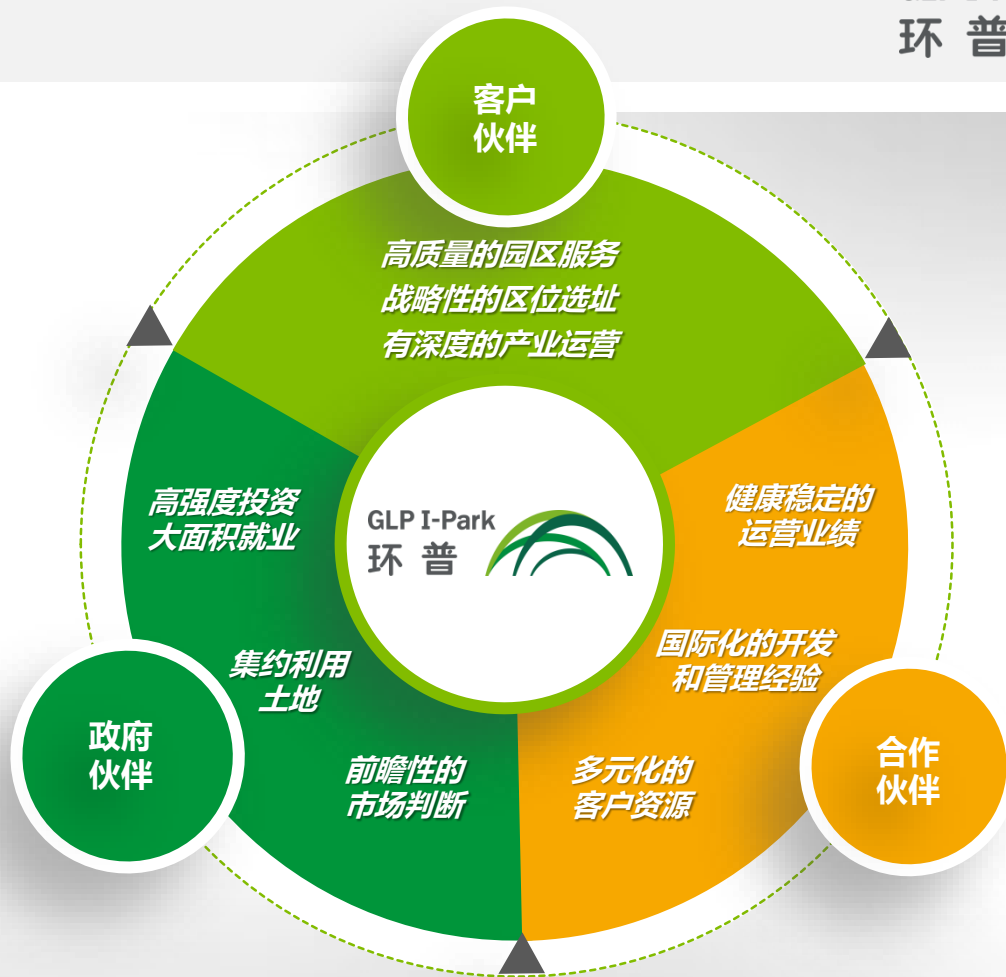 环 普
客户
伙伴
高质量的园区服务
战略性的区位选址
有深度的产业运营
高强度投资
大面积就业
健康稳定的
运营业绩
GLP I-Park
环 普
集约利用
土地
国际化的开发
和管理经验
政府
伙伴
合作
伙伴
前瞻性的
市场判断
多元化的
客户资源